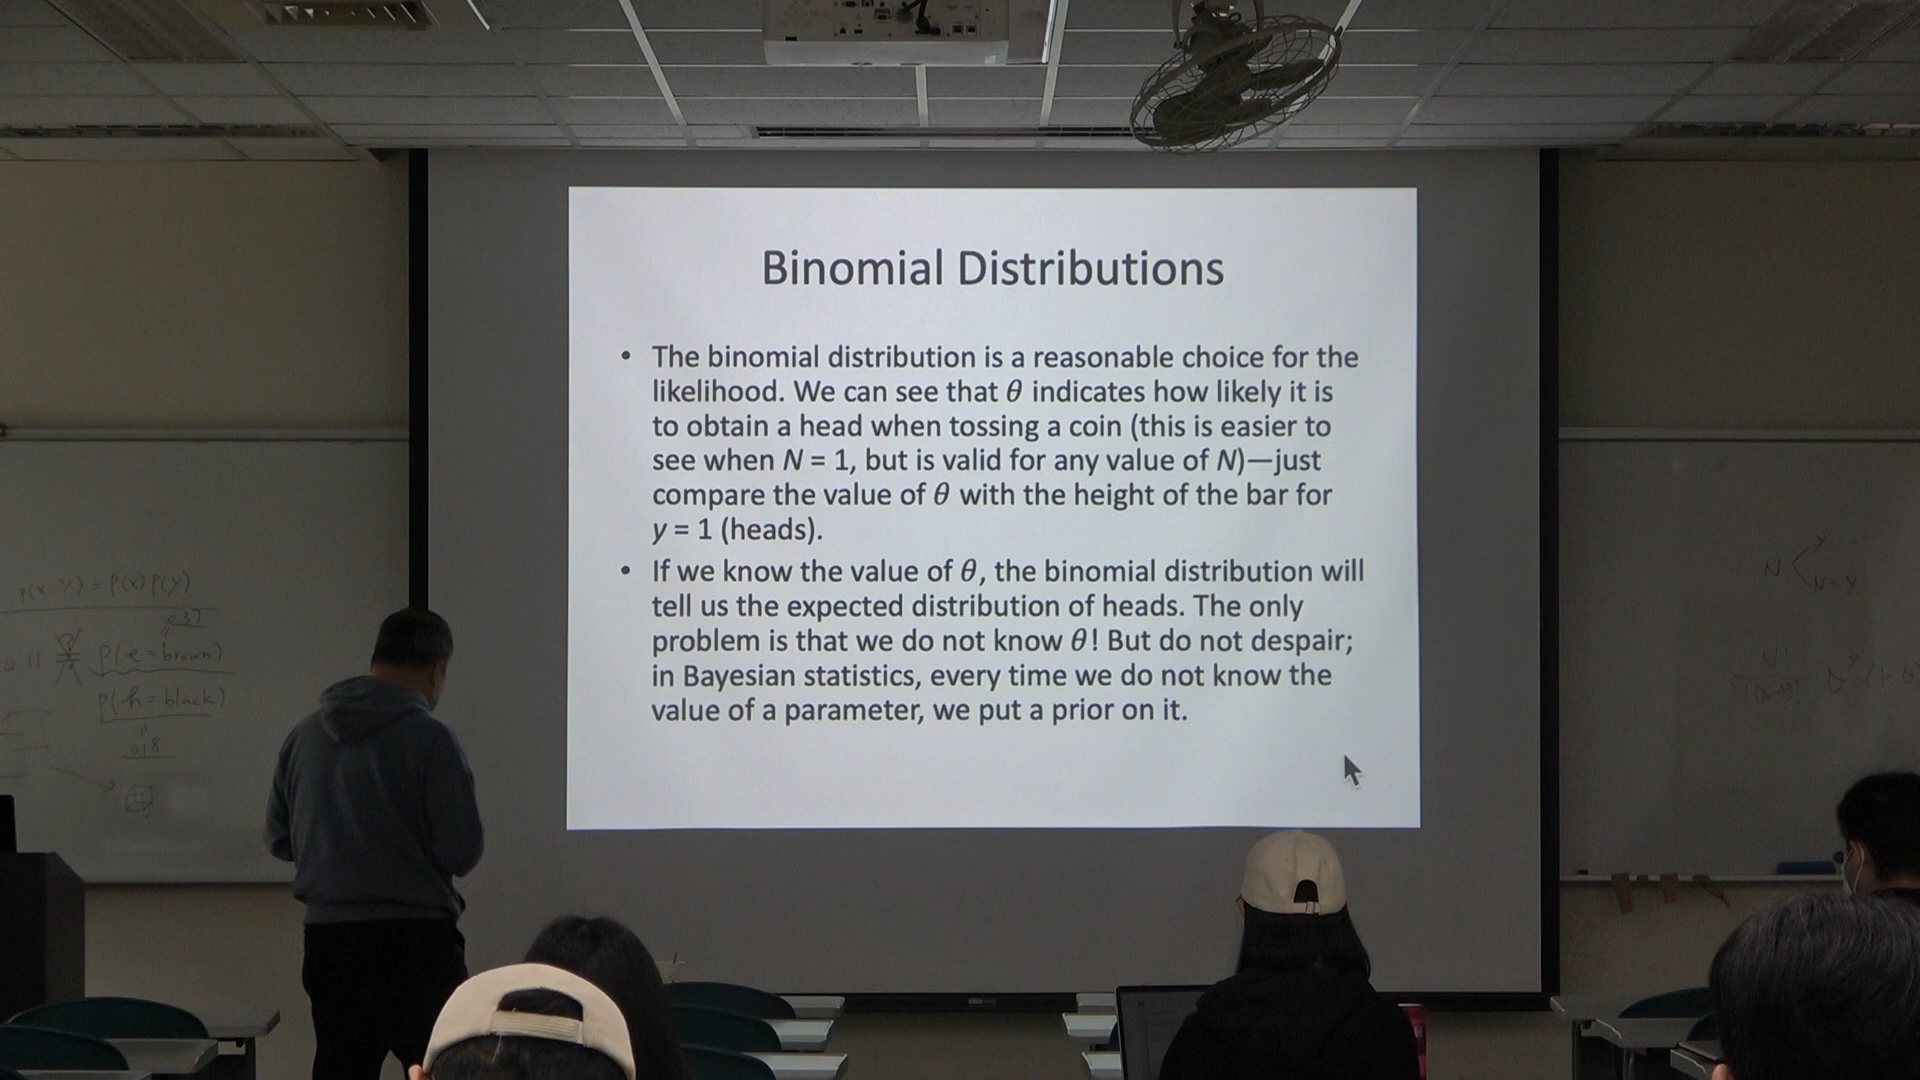 Binomial Distributions
• The binomial distribution is a reasonable choice for the
likelihood. We can see that θ indicates how likely it is
to obtain a head when tossing a coin (this is easier to
see when N = 1, but is valid for any value of N)—just
compare the value of θ with the height of the bar for
y = 1 (heads).
• If we know the value of θ, the binomial distribution will
tell us the expected distribution of heads. The only
problem is that we do not know θ! But do not despair;
in Bayesian statistics, every time we do not know the
value of a parameter, we put a prior on it.
p(x,y) = p(x)p(y)
0.37
P(e=brown)
P(h=black)
N
y
N-y